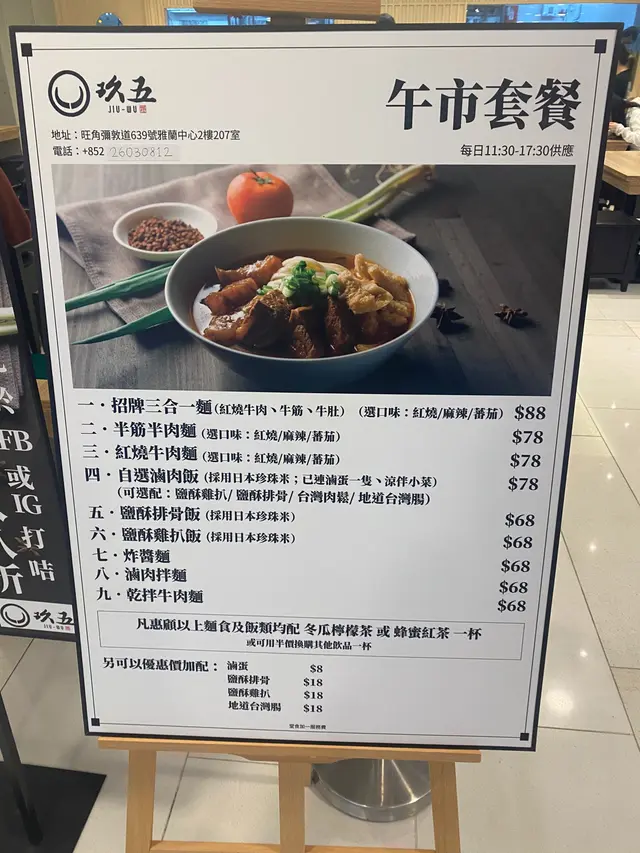 玖五
JIU-WU
午市套餐
地址：旺角彌敦道639號雅蘭中心2樓207室
電話：+852 26030812
每日11:30-17:30供應
一．招牌三合一麵(紅燒牛肉、牛筋、牛肚) (選口味：紅燒/麻辣/蕃茄) $88
二．半筋半肉麵 (選口味：紅燒/麻辣/蕃茄) $78
三．紅燒牛肉麵 (選口味：紅燒/麻辣/蕃茄) $78
四．自選滷肉飯 (採用日本珍珠米；已連滷蛋一隻、涼伴小菜) $78
(可選配：鹽酥雞扒/ 鹽酥排骨/ 台灣肉鬆/ 地道台灣腸)
五．鹽酥排骨飯 (採用日本珍珠米) $68
六．鹽酥雞扒飯 (採用日本珍珠米) $68
七．炸醬麵 $68
八．滷肉拌麵 $68
九．乾拌牛肉麵 $68
凡惠顧以上麵食及飯類均配 冬瓜檸檬茶 或 蜂蜜紅茶 一杯
或可用半價換購其他飲品一杯
另可以優惠價加配： 滷蛋 $8
鹽酥排骨 $18
鹽酥雞扒 $18
地道台灣腸 $18
堂食加一服務費
FB
或
IG
打
咭
玖五
JIU-WU